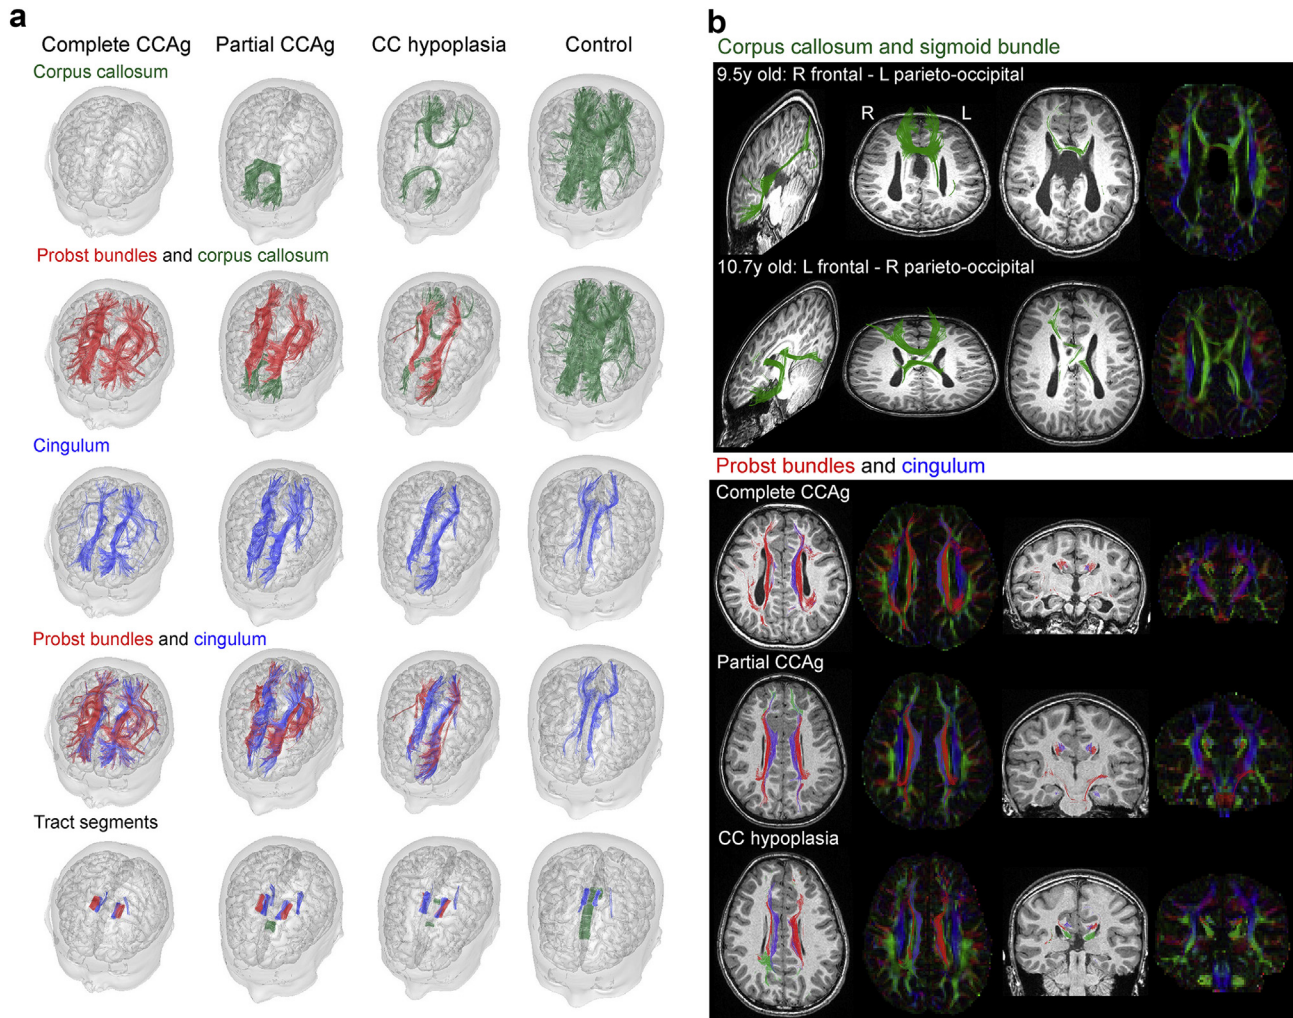 a
Complete CCAg
Partial CCAg
CC hypoplasia
Control
Corpus callosum
Probst bundles and corpus callosum
Cingulum
Probst bundles and cingulum
Tract segments
b
Corpus callosum and sigmoid bundle
9.5y old: R frontal - L parieto-occipital
R
L
10.7y old: L frontal - R parieto-occipital
Probst bundles and cingulum
Complete CCAg
Partial CCAg
CC hypoplasia